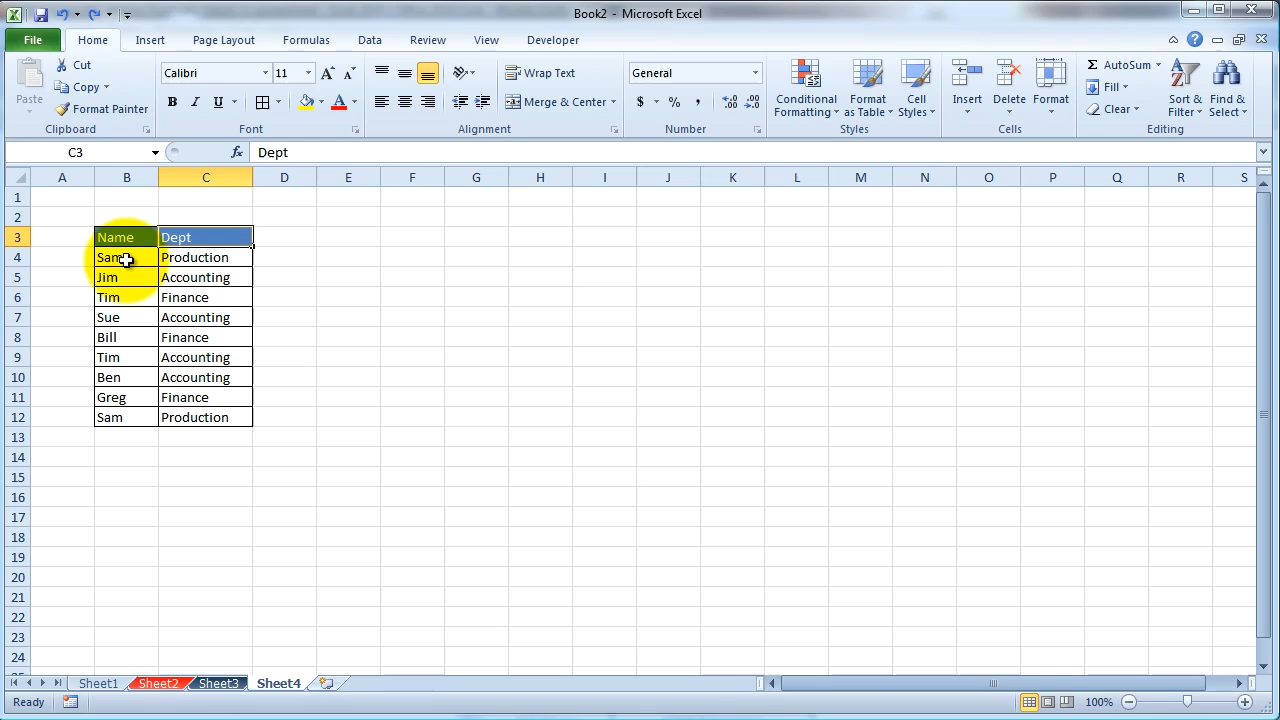 Book2 - Microsoft Excel
File Home Insert Page Layout Formulas Data Review View Developer
Paste
Cut
Copy
Format Painter
Clipboard
Calibri 11
B I U
Font
Wrap Text
Merge & Center
Alignment
General
$ % ,
Number
Conditional Formatting
Format as Table
Cell Styles
Styles
Insert
Delete
Format
Cells
Σ AutoSum
Fill
Clear
Sort & Filter
Find & Select
Editing
C3 fx Dept
A B C D E F G H I J K L M N O P Q R S
1
2
3 Name Dept
4 Sam Production
5 Jim Accounting
6 Tim Finance
7 Sue Accounting
8 Bill Finance
9 Tim Accounting
10 Ben Accounting
11 Greg Finance
12 Sam Production
13
14
15
16
17
18
19
20
21
22
23
24
Sheet1 Sheet2 Sheet3 Sheet4
Ready 100%